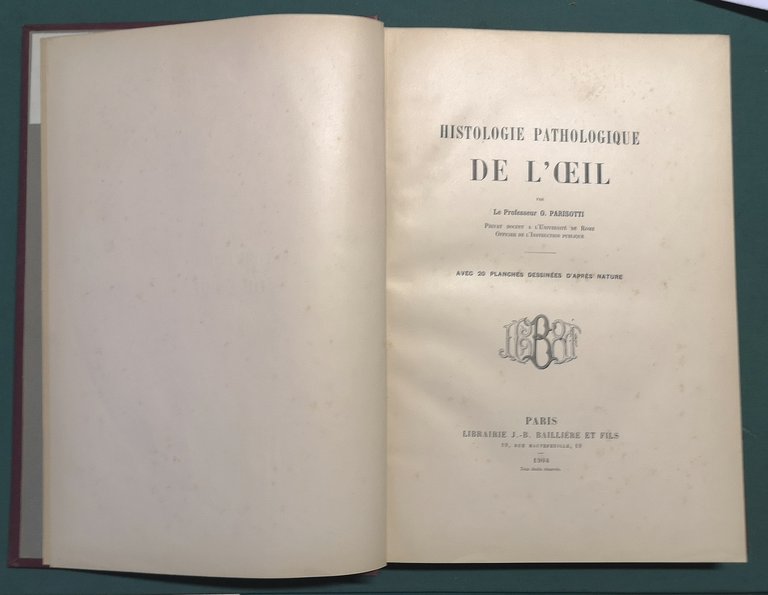 HISTOLOGIE PATHOLOGIQUE
DE L'ŒIL
PAR
Le Professeur G. PARISOTTI
PRIVAT DOCENT A L'UNIVERSITÉ DE ROME
OFFICIER DE L'INSTRUCTION PUBLIQUE
AVEC 20 PLANCHES DESSINÉES D'APRÈS NATURE
PARIS
LIBRAIRIE J.-B. BAILLIÈRE ET FILS
19, RUE HAUTEFEUILLE, 19
Tous droits réservés.